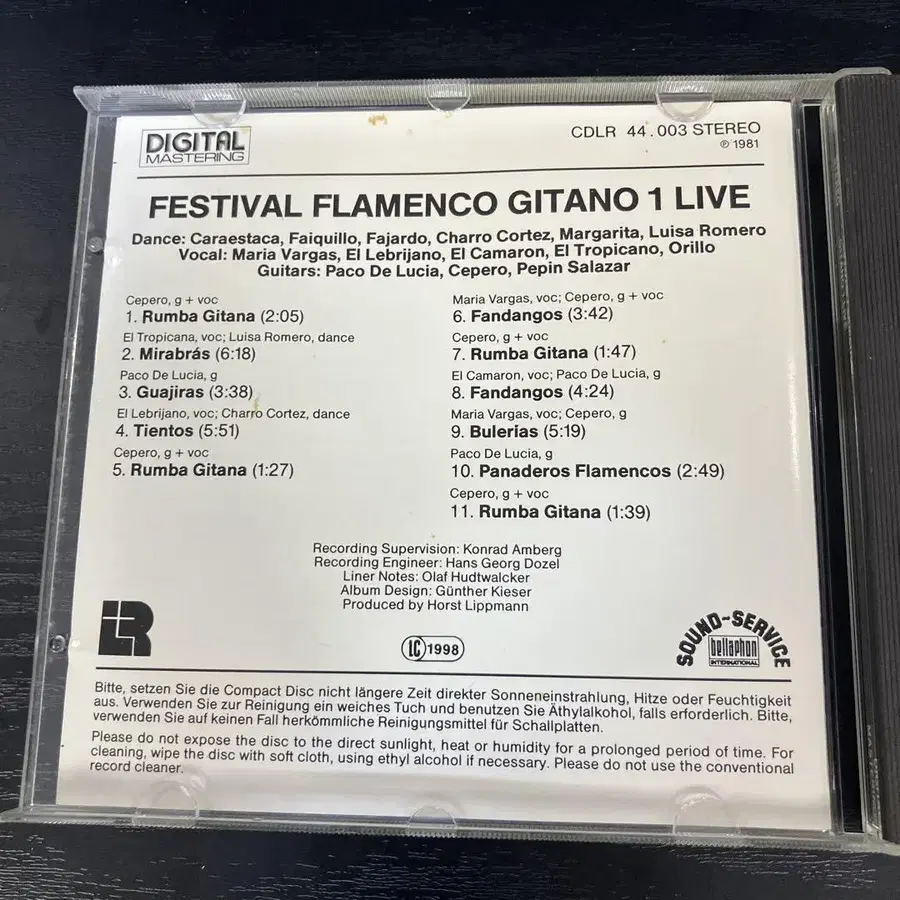 DIGITAL
MASTERING
CDLR 44.003 STEREO
℗ 1981
FESTIVAL FLAMENCO GITANO 1 LIVE
Dance: Caraestaca, Faiquillo, Fajardo, Charro Cortez, Margarita, Luisa Romero
Vocal: Maria Vargas, El Lebrijano, El Camaron, El Tropicano, Orillo
Guitars: Paco De Lucia, Cepero, Pepin Salazar
Cepero, g + voc
1. Rumba Gitana (2:05)
El Tropicana, voc; Luisa Romero, dance
2. Mirabrás (6:18)
Paco De Lucia, g
3. Guajiras (3:38)
El Lebrijano, voc; Charro Cortez, dance
4. Tientos (5:51)
Cepero, g + voc
5. Rumba Gitana (1:27)
Maria Vargas, voc; Cepero, g + voc
6. Fandangos (3:42)
Cepero, g + voc
7. Rumba Gitana (1:47)
El Camaron, voc; Paco De Lucia, g
8. Fandangos (4:24)
Maria Vargas, voc; Cepero, g
9. Bulerías (5:19)
Paco De Lucia, g
10. Panaderos Flamencos (2:49)
Cepero, g + voc
11. Rumba Gitana (1:39)
Recording Supervision: Konrad Amberg
Recording Engineer: Hans Georg Dozel
Liner Notes: Olaf Hudtwalcker
Album Design: Günther Kieser
Produced by Horst Lippmann
LR
LC 1998
SOUND-SERVICE
bellaphon
INTERNATIONAL
Bitte, setzen Sie die Compact Disc nicht längere Zeit direkter Sonneneinstrahlung, Hitze oder Feuchtigkeit
aus. Verwenden Sie zur Reinigung ein weiches Tuch und benutzen Sie Äthylalkohol, falls erforderlich. Bitte,
verwenden Sie auf keinen Fall herkömmliche Reinigungsmittel für Schallplatten.
Please do not expose the disc to the direct sunlight, heat or humidity for a prolonged period of time. For
cleaning, wipe the disc with soft cloth, using ethyl alcohol if necessary. Please do not use the conventional
record cleaner.